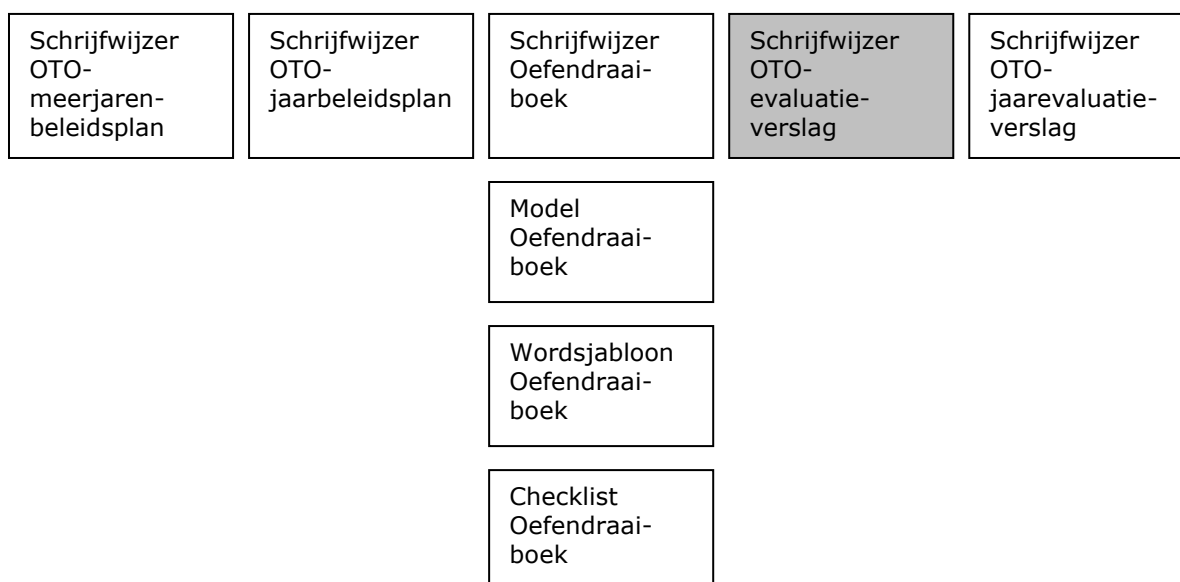 Schrijfwijzer
OTO-
meerjaren-
beleidsplan
Schrijfwijzer
OTO-
jaarbeleidsplan
Schrijfwijzer
Oefendraai-
boek
Schrijfwijzer
OTO-
evaluatie-
verslag
Schrijfwijzer
OTO-
jaarevaluatie-
verslag
Model
Oefendraai-
boek
Wordsjabloon
Oefendraai-
boek
Checklist
Oefendraai-
boek